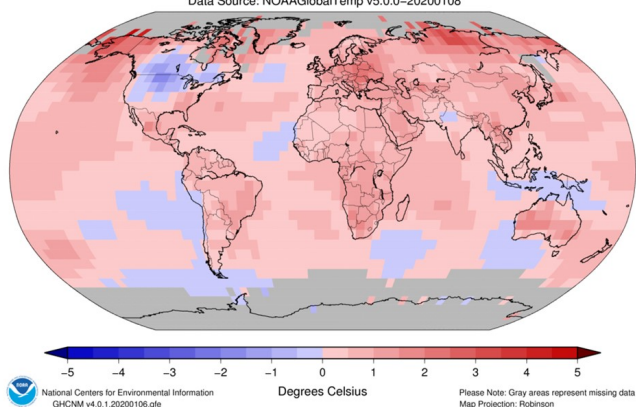 Data Source: NOAAGlobalTemp v5.0.0−20200108
−5 −4 −3 −2 −1 0 1 2 3 4 5
Degrees Celsius
NOAA
National Centers for Environmental Information
GHCNM v4.0.1.20200106.qfe
Please Note: Gray areas represent missing data
Map Projection: Robinson